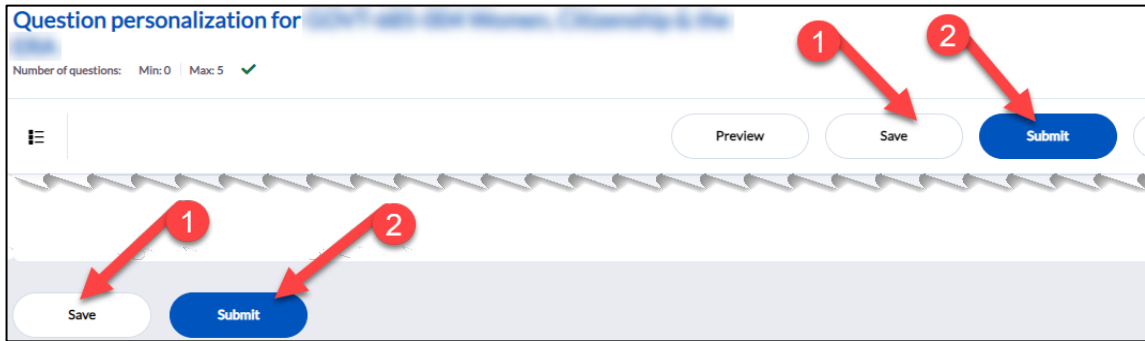 Question personalization for
Number of questions: Min: 0 Max: 5
1
2
Preview Save Submit
1
2
Save Submit